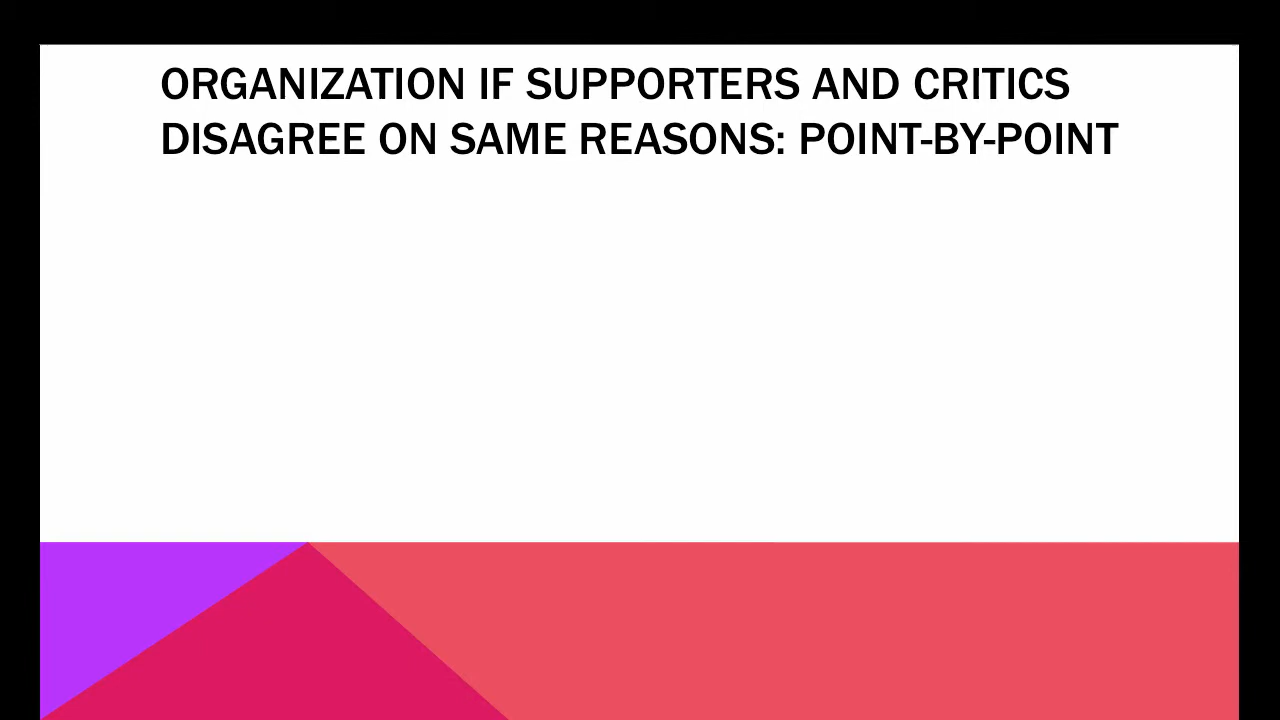 ORGANIZATION IF SUPPORTERS AND CRITICS
DISAGREE ON SAME REASONS: POINT-BY-POINT